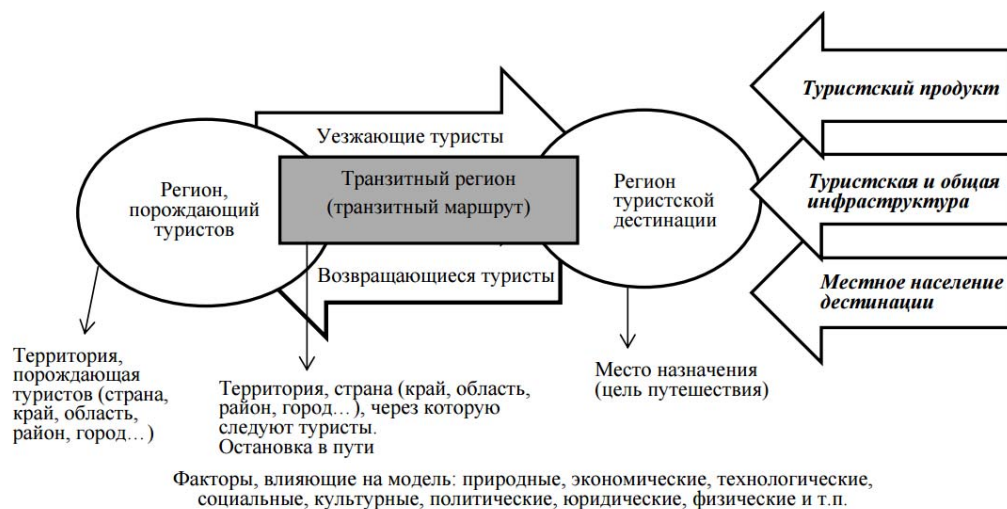 Туристский продукт
Уезжающие туристы
Транзитный регион
(транзитный маршрут)
Регион,
порождающий
туристов
Регион
туристской
дестинации
Туристская и общая
инфраструктура
Возвращающиеся туристы
Местное население
дестинации
Территория,
порождающая
туристов (страна,
край, область,
район, город…)
Территория, страна (край, область,
район, город…), через которую
следуют туристы.
Остановка в пути
Место назначения
(цель путешествия)
Факторы, влияющие на модель: природные, экономические, технологические,
социальные, культурные, политические, юридические, физические и т.п.